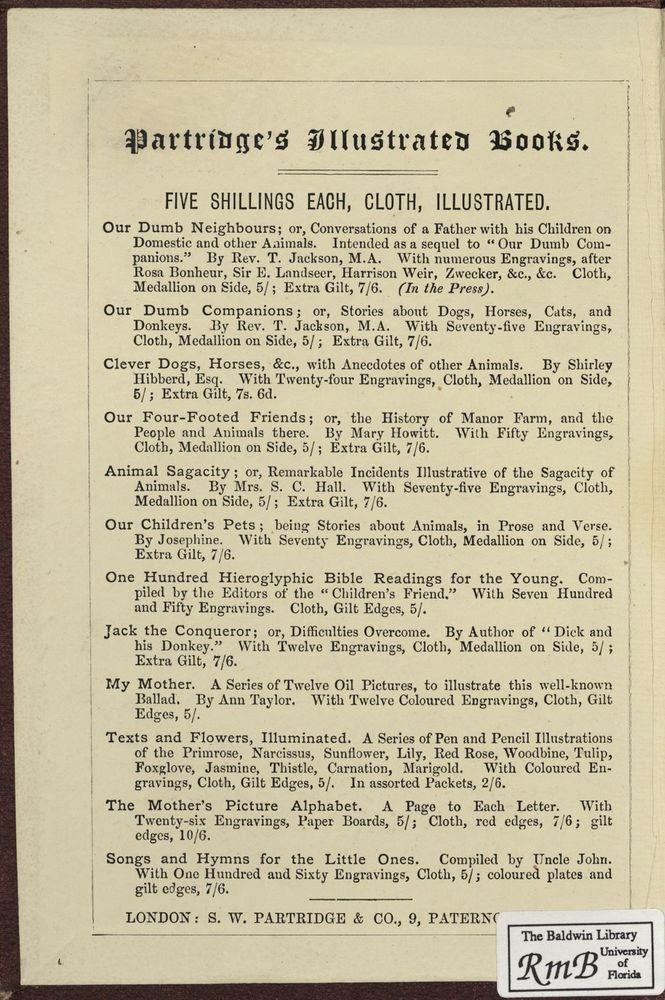 Partridge's Illustrated Books.
FIVE SHILLINGS EACH, CLOTH, ILLUSTRATED.
Our Dumb Neighbours; or, Conversations of a Father with his Children on
Domestic and other Animals. Intended as a sequel to “Our Dumb Com-
panions.” By Rev. T. Jackson, M.A. With numerous Engravings, after
Rosa Bonheur, Sir E. Landseer, Harrison Weir, Zwecker, &c., &c. Cloth,
Medallion on Side, 5/; Extra Gilt, 7/6. (In the Press).
Our Dumb Companions; or, Stories about Dogs, Horses, Cats, and
Donkeys. By Rev. T. Jackson, M.A. With Seventy-five Engravings,
Cloth, Medallion on Side, 5/; Extra Gilt, 7/6.
Clever Dogs, Horses, &c., with Anecdotes of other Animals. By Shirley
Hibberd, Esq. With Twenty-four Engravings, Cloth, Medallion on Side,
5/; Extra Gilt, 7s. 6d.
Our Four-Footed Friends; or, the History of Manor Farm, and the
People and Animals there. By Mary Howitt. With Fifty Engravings,
Cloth, Medallion on Side, 5/; Extra Gilt, 7/6.
Animal Sagacity; or, Remarkable Incidents Illustrative of the Sagacity of
Animals. By Mrs. S. C. Hall. With Seventy-five Engravings, Cloth,
Medallion on Side, 5/; Extra Gilt, 7/6.
Our Children's Pets; being Stories about Animals, in Prose and Verse.
By Josephine. With Seventy Engravings, Cloth, Medallion on Side, 5/;
Extra Gilt, 7/6.
One Hundred Hieroglyphic Bible Readings for the Young. Com-
piled by the Editors of the “Children's Friend.” With Seven Hundred
and Fifty Engravings. Cloth, Gilt Edges, 5/.
Jack the Conqueror; or, Difficulties Overcome. By Author of “Dick and
his Donkey.” With Twelve Engravings, Cloth, Medallion on Side, 5/;
Extra Gilt, 7/6.
My Mother. A Series of Twelve Oil Pictures, to illustrate this well-known
Ballad. By Ann Taylor. With Twelve Coloured Engravings, Cloth, Gilt
Edges, 5/.
Texts and Flowers, Illuminated. A Series of Pen and Pencil Illustrations
of the Primrose, Narcissus, Sunflower, Lily, Red Rose, Woodbine, Tulip,
Foxglove, Jasmine, Thistle, Carnation, Marigold. With Coloured En-
gravings, Cloth, Gilt Edges, 5/. In assorted Packets, 2/6.
The Mother's Picture Alphabet. A Page to Each Letter. With
Twenty-six Engravings, Paper Boards, 5/; Cloth, red edges, 7/6; gilt
edges, 10/6.
Songs and Hymns for the Little Ones. Compiled by Uncle John.
With One Hundred and Sixty Engravings, Cloth, 5/; coloured plates and
gilt edges, 7/6.
LONDON: S. W. PARTRIDGE & CO., 9, PATERNO
The Baldwin Library
RmB University
of
Florida